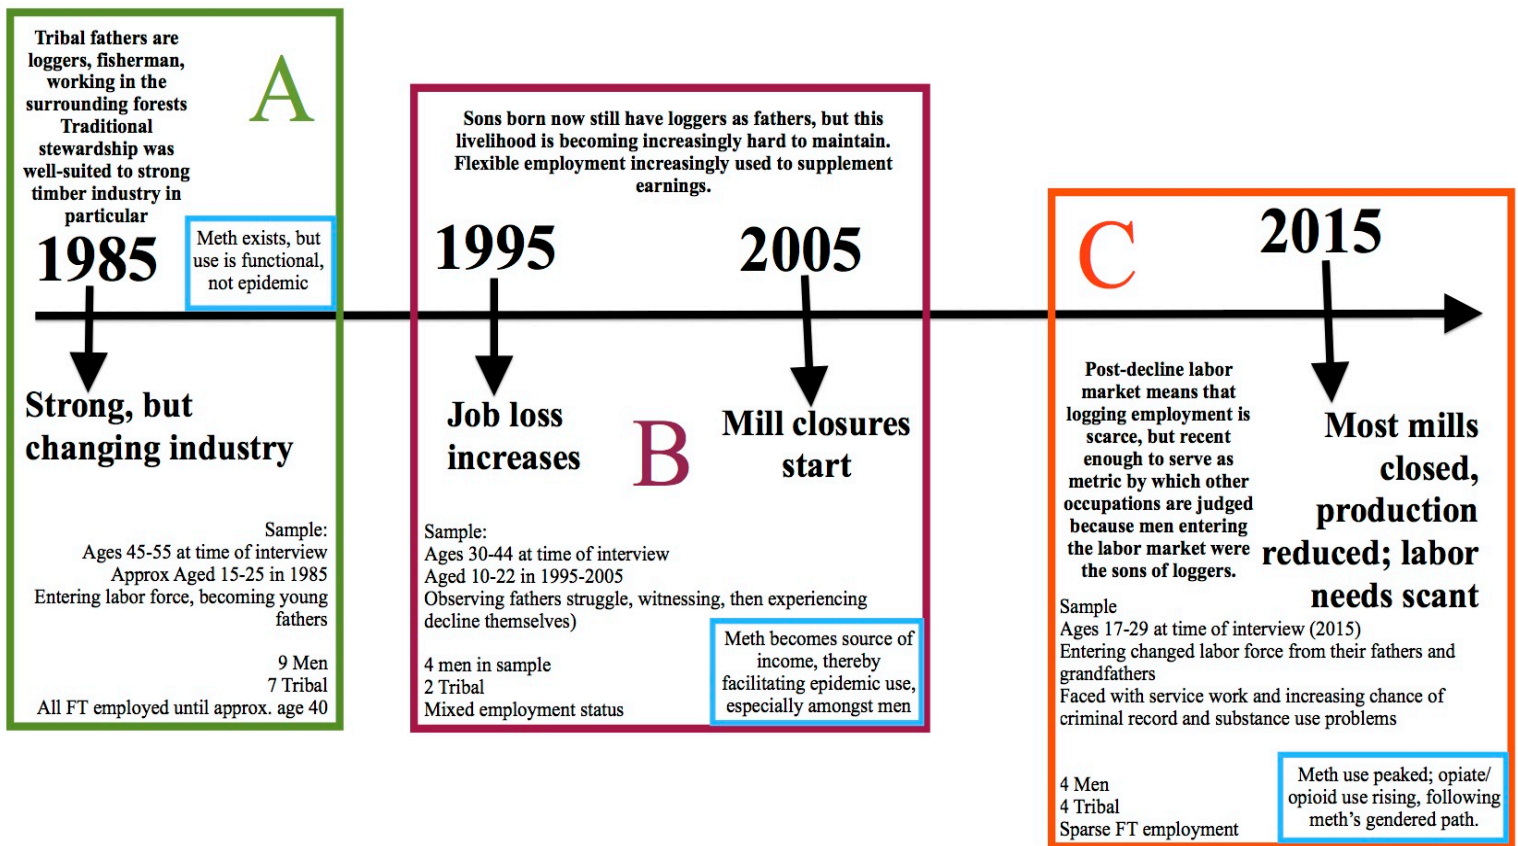 Tribal fathers are
loggers, fisherman,
working in the
surrounding forests
Traditional
stewardship was
well-suited to strong
timber industry in
particular
A
1985
Meth exists, but
use is functional,
not epidemic
Strong, but
changing industry
Sample:
Ages 45-55 at time of interview
Approx Aged 15-25 in 1985
Entering labor force, becoming young
fathers
9 Men
7 Tribal
All FT employed until approx. age 40
Sons born now still have loggers as fathers, but this
livelihood is becoming increasingly hard to maintain.
Flexible employment increasingly used to supplement
earnings.
1995
2005
Job loss
increases
B
Mill closures
start
Sample:
Ages 30-44 at time of interview
Aged 10-22 in 1995-2005
Observing fathers struggle, witnessing, then experiencing
decline themselves)
4 men in sample
2 Tribal
Mixed employment status
Meth becomes source of
income, thereby
facilitating epidemic use,
especially amongst men
C
2015
Post-decline labor
market means that
logging employment is
scarce, but recent
enough to serve as
metric by which other
occupations are judged
because men entering
the labor market were
the sons of loggers.
Most mills
closed,
production
reduced; labor
needs scant
Sample
Ages 17-29 at time of interview (2015)
Entering changed labor force from their fathers and
grandfathers
Faced with service work and increasing chance of
criminal record and substance use problems
4 Men
4 Tribal
Sparse FT employment
Meth use peaked; opiate/
opioid use rising, following
meth's gendered path.